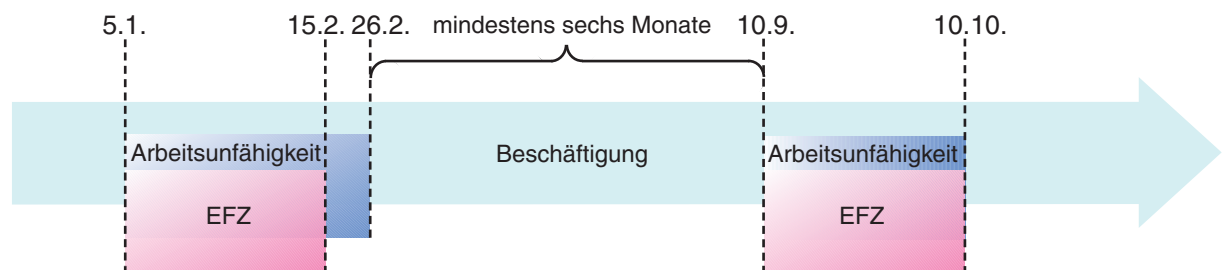 5.1. 15.2. 26.2. mindestens sechs Monate 10.9. 10.10.
Arbeitsunfähigkeit Beschäftigung Arbeitsunfähigkeit
EFZ EFZ